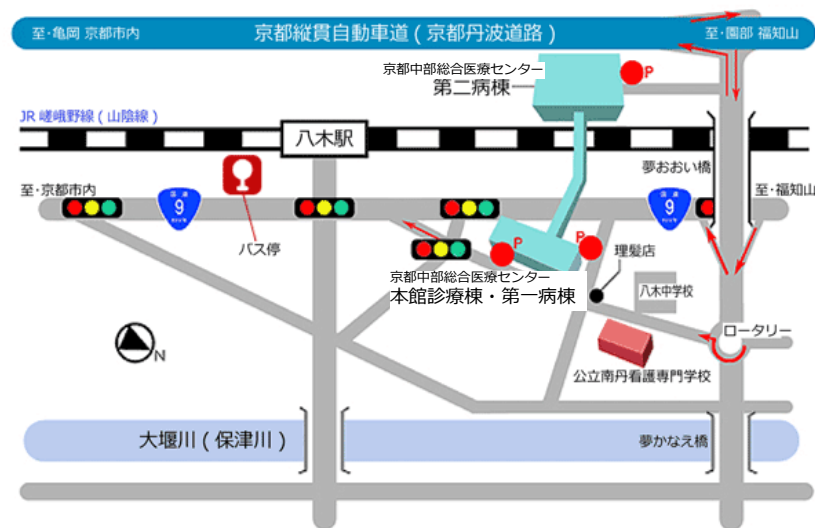 至・亀岡 京都市内
京都縦貫自動車道 ( 京都丹波道路 )
至・園部 福知山
京都中部総合医療センター
第二病棟
P
JR 嵯峨野線 ( 山陰線 )
八木駅
夢おおい橋
至・京都市内
国道
9
国道
9
至・福知山
バス停
P
P
理髪店
京都中部総合医療センター
本館診療棟・第一病棟
八木中学校
N
ロータリー
公立南丹看護専門学校
大堰川 ( 保津川 )
夢かなえ橋